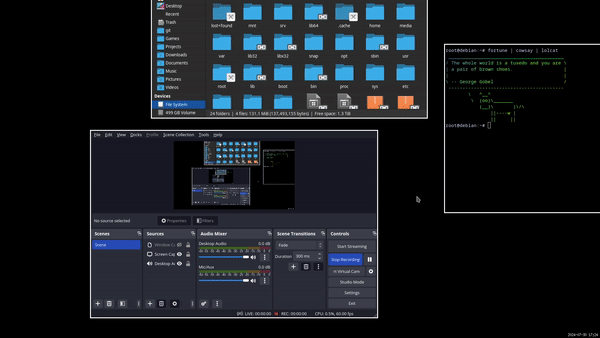 Desktop
Recent
Trash
git
Games
Projects
Downloads
Documents
Music
Pictures
Videos
Devices
File System
499 GB Volume
lost+found mnt srv lib64 .cache home media
var lib32 libx32 snap opt sbin usr
root lib boot bin proc sys etc
24 folders | 4 files: 131.1 MiB (137,493,155 bytes) | Free space: 1.3 TiB
root@debian:~# fortune | cowsay | lolcat
The whole world is a tuxedo and you are \
a pair of brown shoes.
-- George Gobel
root@debian:~#
File Edit View Docks Profile Scene Collection Tools Help
No source selected
Properties Filters
Scenes Sources Audio Mixer Scene Transitions Controls
Scene
Window C
Screen Cap
Desktop Au
Desktop Audio 0.0 dB
Mic/Aux 0.0 dB
Fade
Duration 300 ms
Start Streaming
Stop Recording
Virtual Cam
Studio Mode
Settings
Exit
LIVE: 00:00:00 REC: 00:00:00 CPU: 0.5%, 60.00 fps
2024-07-30 17:24